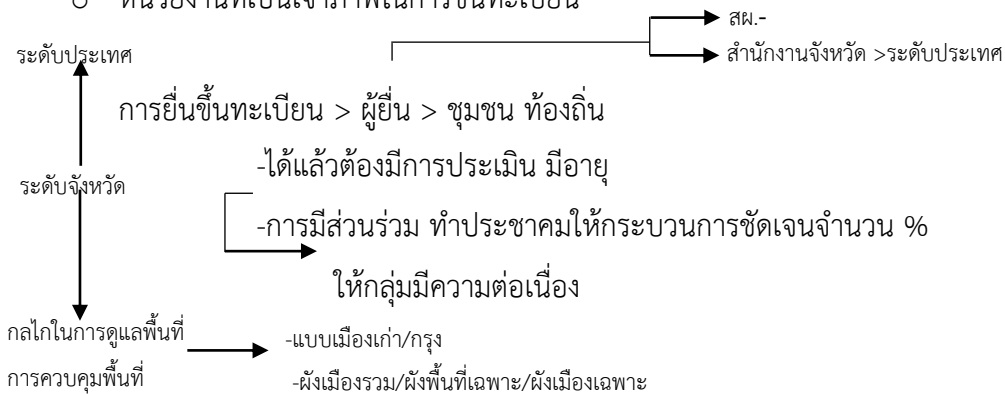 o หน่วยงานที่เป็นเจ้าภาพในการขึ้นทะเบียน
สผ.-
ระดับประเทศ
สำนักงานจังหวัด >ระดับประเทศ
การยื่นขึ้นทะเบียน > ผู้ยื่น > ชุมชน ท้องถิ่น
-ได้แล้วต้องมีการประเมิน มีอายุ
ระดับจังหวัด
-การมีส่วนร่วม ทำประชาคมให้กระบวนการชัดเจนจำนวน %
ให้กลุ่มมีความต่อเนื่อง
กลไกในการดูแลพื้นที่
-แบบเมืองเก่า/กรุง
การควบคุมพื้นที่
-ผังเมืองรวม/ผังพื้นที่เฉพาะ/ผังเมืองเฉพาะ